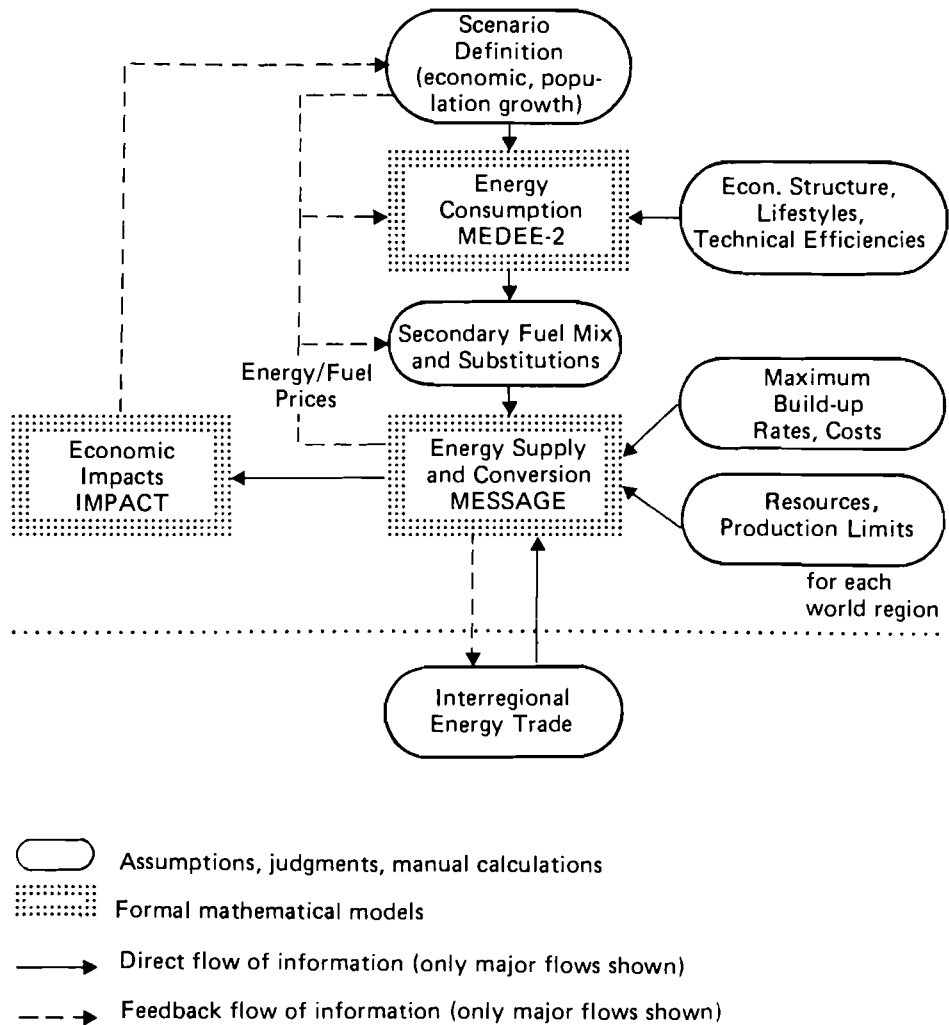 Scenario
Definition
(economic, popu-
lation growth)
Energy
Consumption
MEDEE-2
Econ. Structure,
Lifestyles,
Technical Efficiencies
Secondary Fuel Mix
and Substitutions
Energy/Fuel
Prices
Maximum
Build-up
Rates, Costs
Economic
Impacts
IMPACT
Energy Supply
and Conversion
MESSAGE
Resources,
Production Limits
for each
world region
Interregional
Energy Trade
Assumptions, judgments, manual calculations
Formal mathematical models
Direct flow of information (only major flows shown)
Feedback flow of information (only major flows shown)